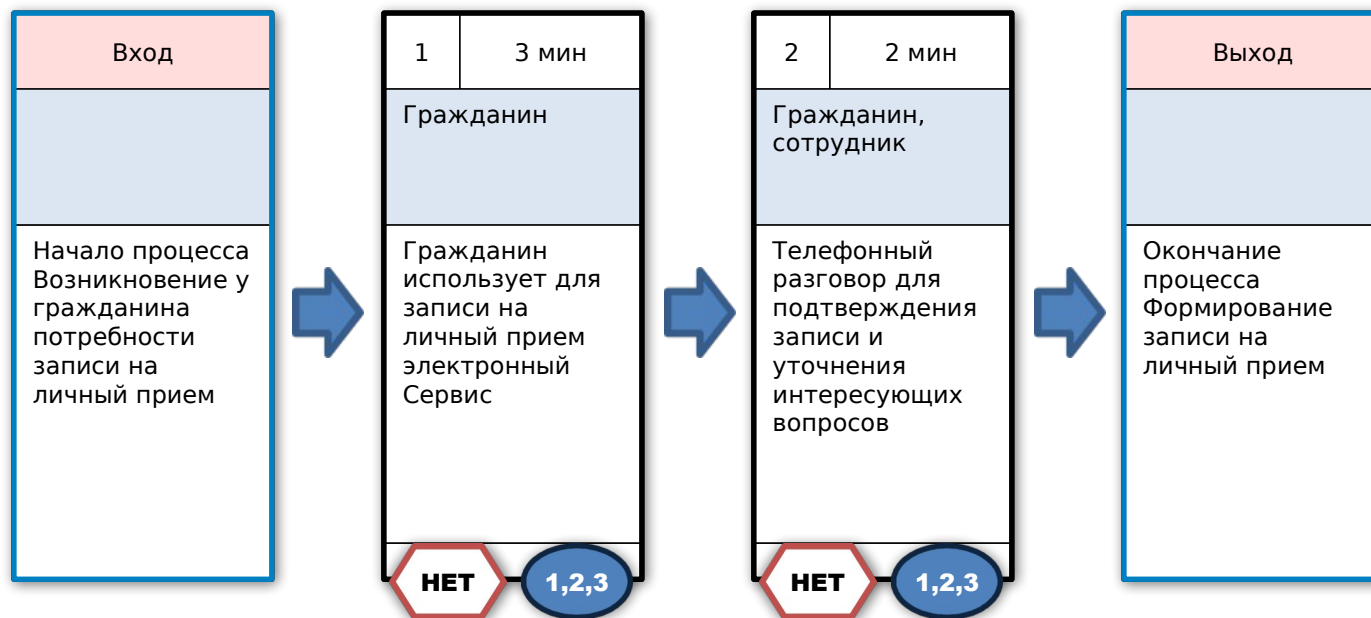 Вход
Начало процесса
Возникновение у
гражданина
потребности
записи на
личный прием
1
3 мин
Гражданин
Гражданин
использует для
записи на
личный прием
электронный
Сервис
НЕТ
1,2,3
2
2 мин
Гражданин,
сотрудник
Телефонный
разговор для
подтверждения
записи и
уточнения
интересующих
вопросов
НЕТ
1,2,3
Выход
Окончание
процесса
Формирование
записи на
личный прием